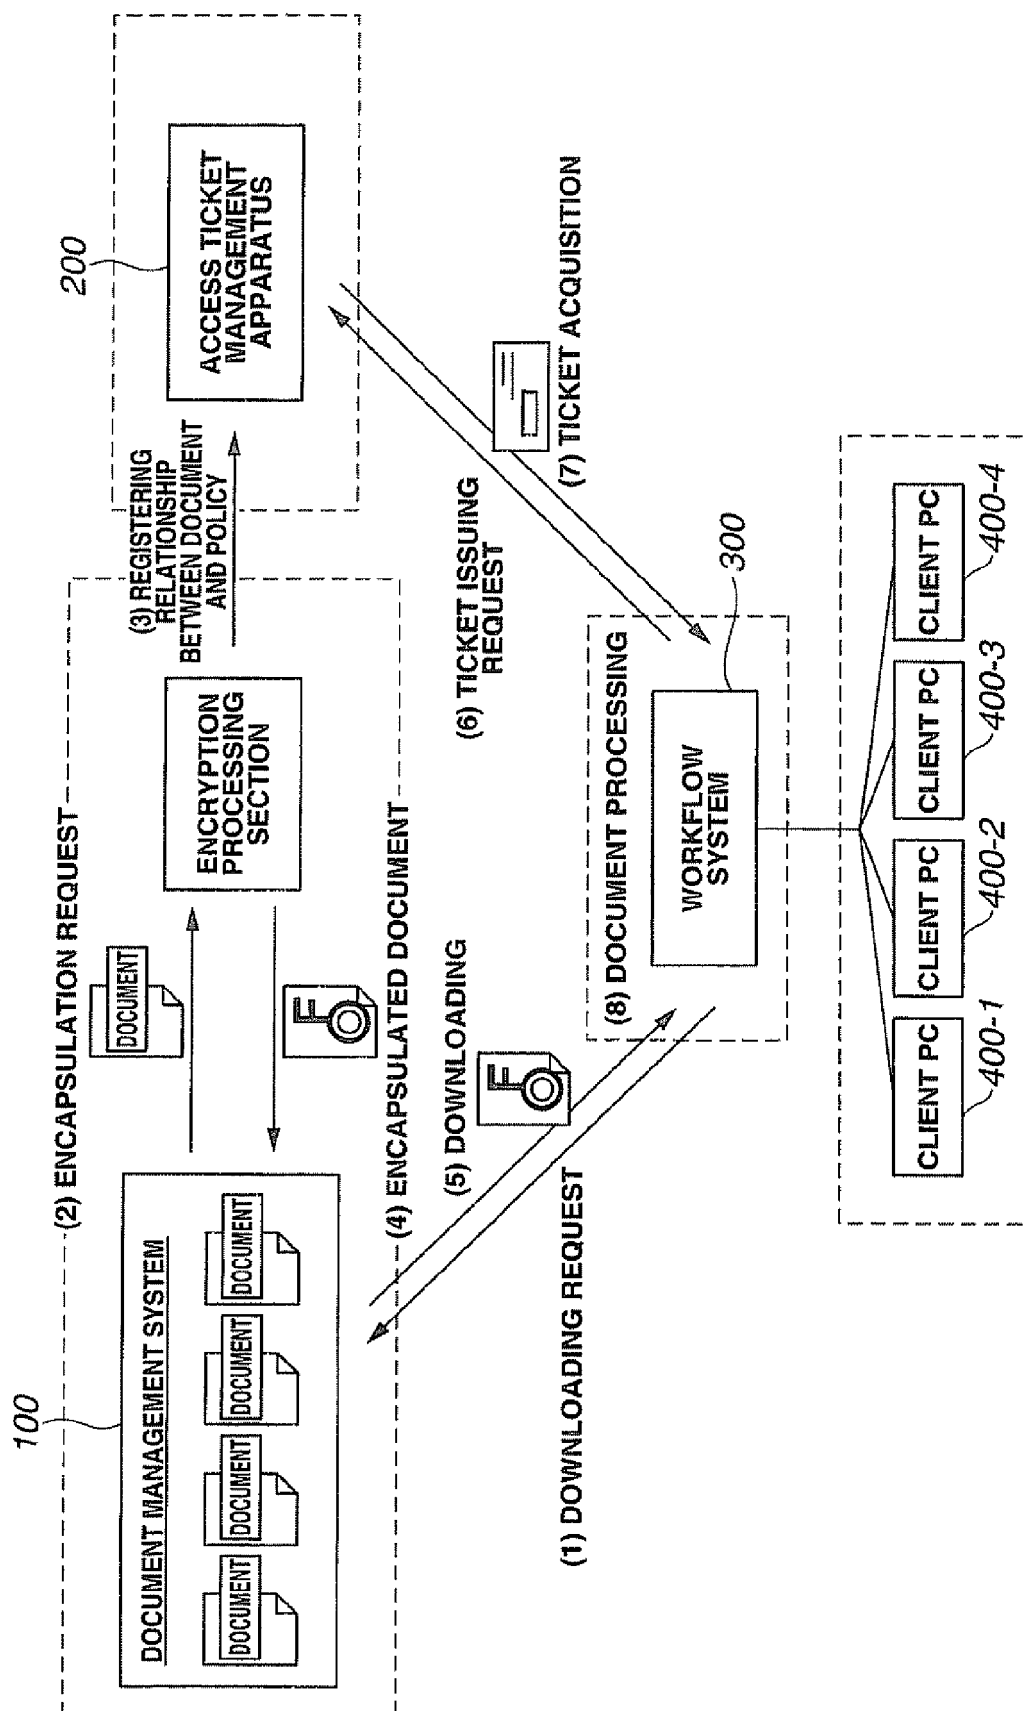 100
DOCUMENT MANAGEMENT SYSTEM
DOCUMENT
DOCUMENT
DOCUMENT
DOCUMENT
(2) ENCAPSULATION REQUEST
DOCUMENT
ENCRYPTION
PROCESSING
SECTION
(4) ENCAPSULATED DOCUMENT
(3) REGISTERING
RELATIONSHIP
BETWEEN DOCUMENT
AND POLICY
200
ACCESS TICKET
MANAGEMENT
APPARATUS
(1) DOWNLOADING REQUEST
(5) DOWNLOADING
(6) TICKET ISSUING
REQUEST
(7) TICKET ACQUISITION
(8) DOCUMENT PROCESSING
300
WORKFLOW
SYSTEM
CLIENT PC
400-1
CLIENT PC
400-2
CLIENT PC
400-3
CLIENT PC
400-4